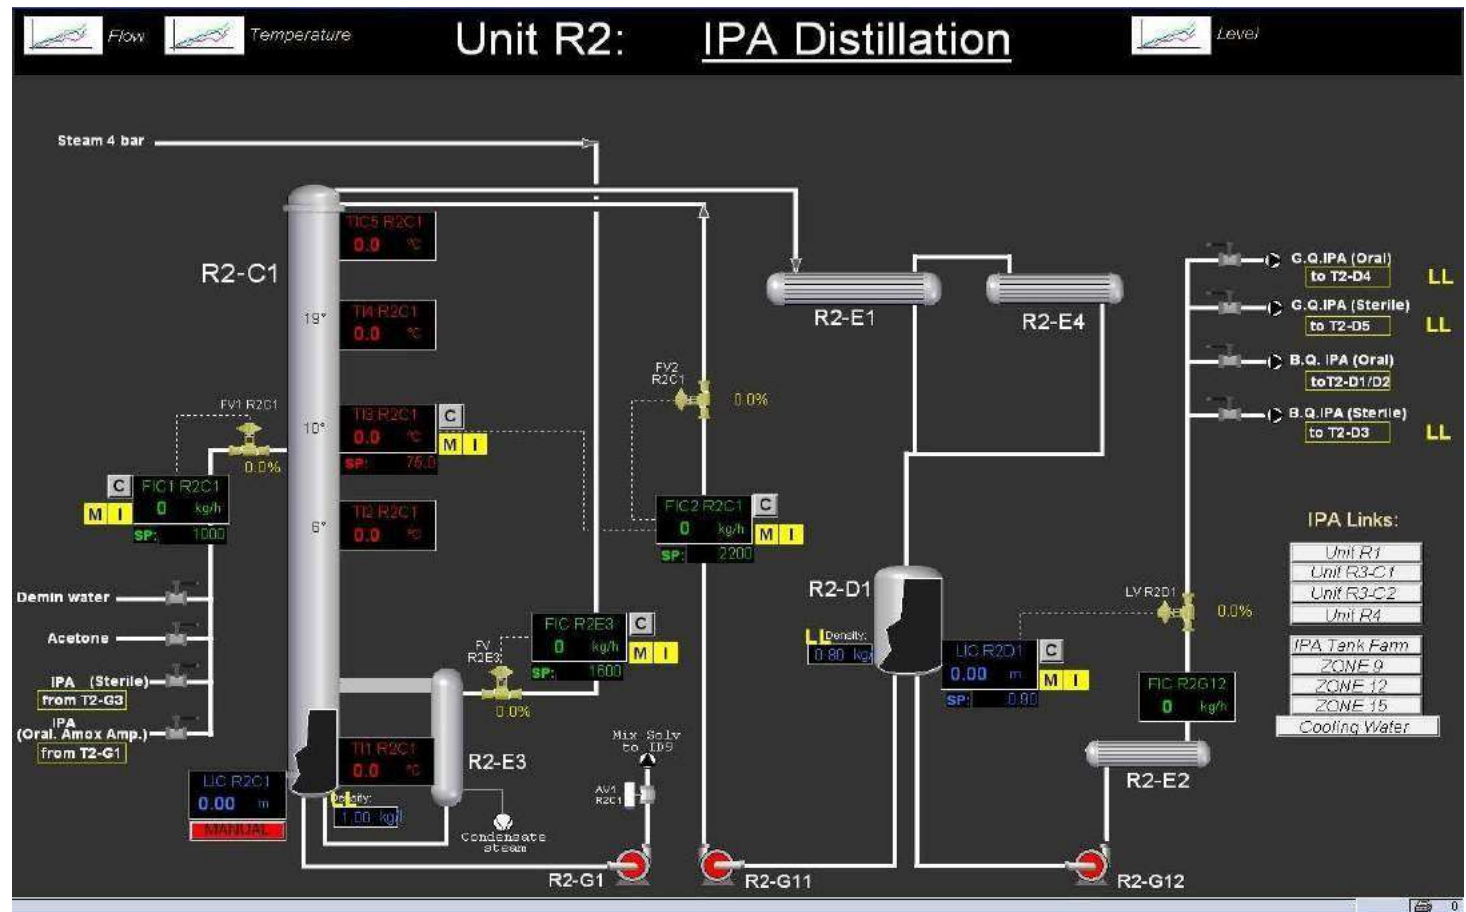 Flow
Temperature
Unit R2: IPA Distillation
Level
Steam 4 bar
R2-C1
TIC5 R2C1
0.0 °C
19°
TI4 R2C1
0.0 °C
10°
TI3 R2C1
0.0 °C
SP: 75.0
C
M I
6°
TI2 R2C1
0.0 °C
TI1 R2C1
0.0 °C
FV1 R2C1
0.0%
FIC1 R2C1
0 kg/h
SP: 1000
C
M I
Demin water
Acetone
IPA (Sterile)
from T2-G3
IPA
(Oral. Amox Amp.)
from T2-G1
LIC R2C1
0.00 m
MANUAL
LL
Density:
1.00 kg/l
R2-E3
Condensate
steam
FV
R2E3
0.0%
FIC R2E3
0 kg/h
SP: 1600
C
M I
Mix Solv
to ID9
AV1
R2C1
R2-G1
FV2
R2C1
0.0%
FIC2 R2C1
0 kg/h
SP: 2200
C
M I
R2-G11
R2-E1
R2-E4
R2-D1
LL
Density:
0.80 kg/
LIC R2D1
0.00 m
SP: 0.90
C
M I
LV R2D1
0.0%
FIC R2G12
0 kg/h
R2-E2
R2-G12
G.Q.IPA (Oral)
to T2-D4
LL
G.Q.IPA (Sterile)
to T2-D5
LL
B.Q. IPA (Oral)
toT2-D1/D2
B.Q.IPA (Sterile)
to T2-D3
LL
IPA Links:
Unit R1
Unit R3-C1
Unit R3-C2
Unit R4
IPA Tank Farm
ZONE 9
ZONE 12
ZONE 15
Cooling Water
0